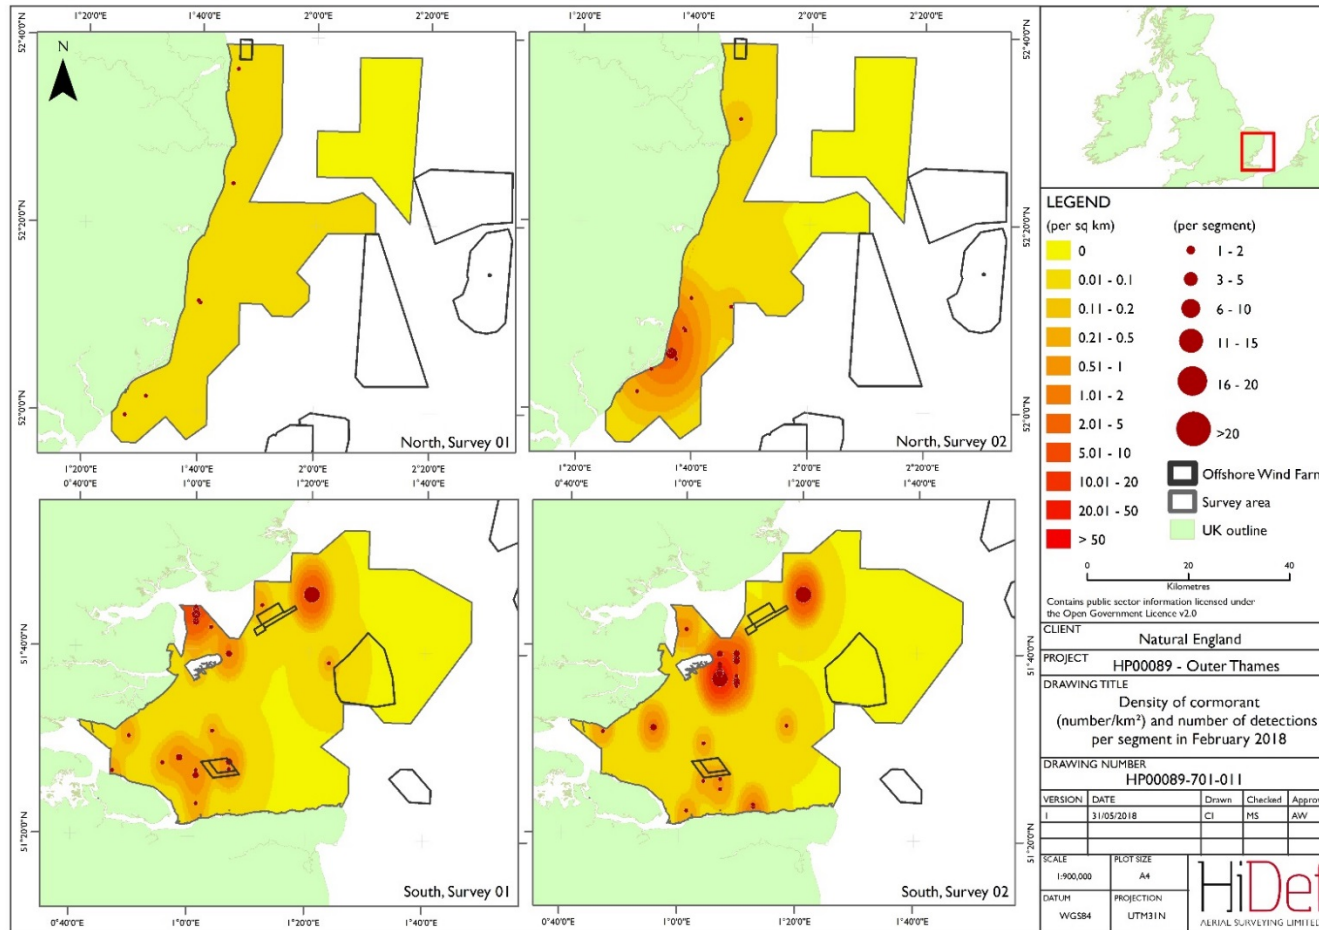 1°20'0"E 1°40'0"E 2°0'0"E 2°20'0"E
1°20'0"E 1°40'0"E 2°0'0"E 2°20'0"E
52°40'0"N
52°20'0"N
52°0'0"N
N
North, Survey 01
52°40'0"N
52°20'0"N
52°0'0"N
North, Survey 02
1°20'0"E 1°40'0"E 2°0'0"E 2°20'0"E
1°20'0"E 1°40'0"E 2°0'0"E 2°20'0"E
0°40'0"E 1°0'0"E 1°20'0"E 1°40'0"E
0°40'0"E 1°0'0"E 1°20'0"E 1°40'0"E
51°40'0"N
51°20'0"N
South, Survey 01
51°40'0"N
51°20'0"N
South, Survey 02
0°40'0"E 1°0'0"E 1°20'0"E 1°40'0"E
0°40'0"E 1°0'0"E 1°20'0"E 1°40'0"E
LEGEND
(per sq km)
0
0.01 - 0.1
0.11 - 0.2
0.21 - 0.5
0.51 - 1
1.01 - 2
2.01 - 5
5.01 - 10
10.01 - 20
20.01 - 50
> 50
(per segment)
1 - 2
3 - 5
6 - 10
11 - 15
16 - 20
>20
Offshore Wind Farm
Survey area
UK outline
0 20 40
Kilometres
Contains public sector information licensed under
the Open Government Licence v2.0
CLIENT
Natural England
PROJECT
HP00089 - Outer Thames
DRAWING TITLE
Density of cormorant
(number/km²) and number of detections
per segment in February 2018
DRAWING NUMBER
HP00089-701-011
VERSION DATE Drawn Checked Approv
1 31/05/2018 CI MS AW
SCALE
1:900,000
PLOT SIZE
A4
DATUM
WGS84
PROJECTION
UTM31N
HiDef
AERIAL SURVEYING LIMITED